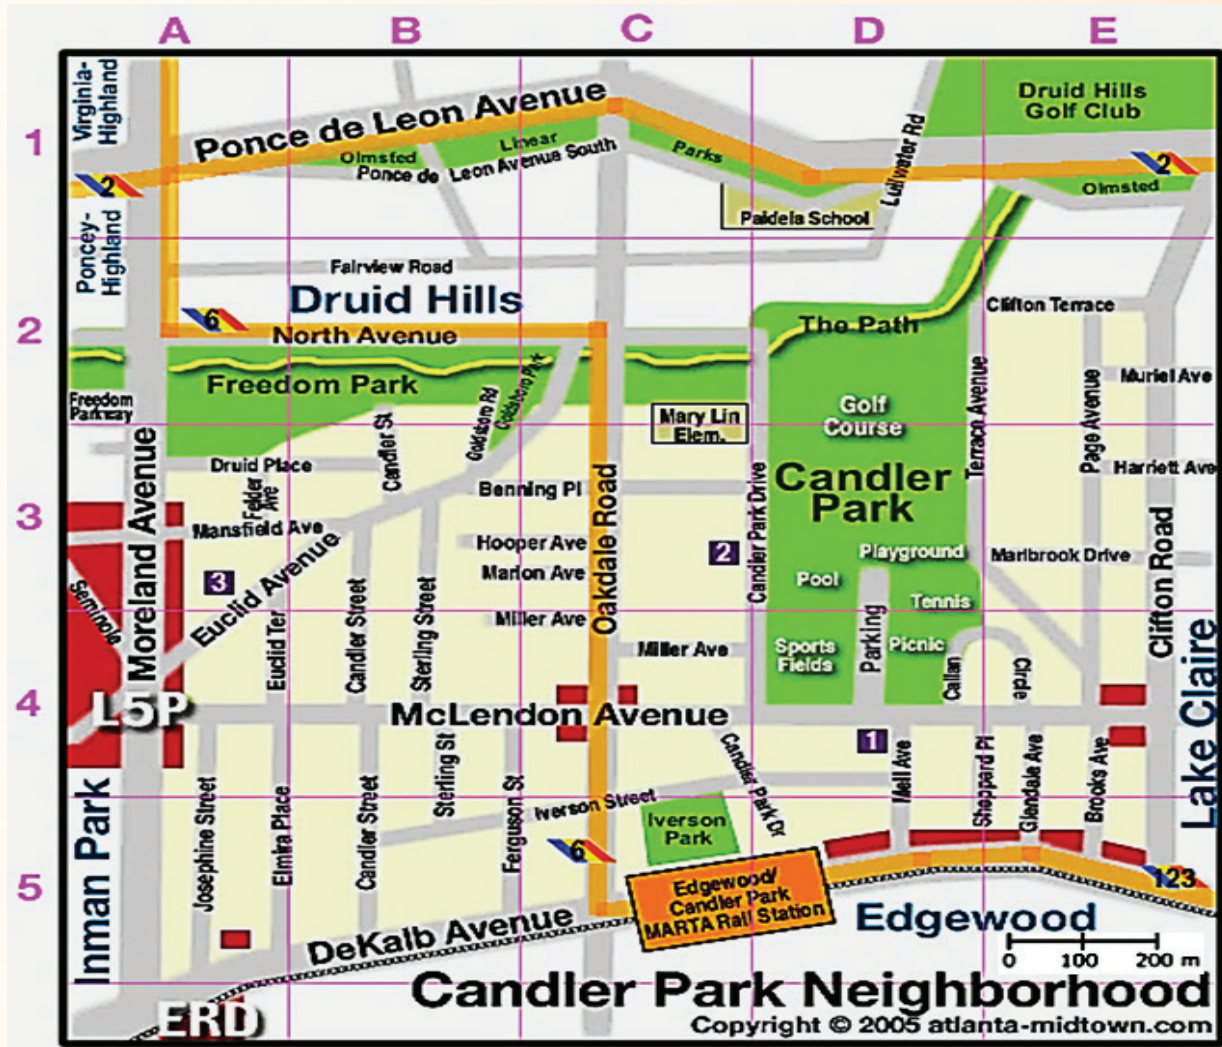 A B C D E
1
2
3
4
5
Virginia-
Highland
Ponce de Leon Avenue
Druid Hills
Golf Club
Linear
Olmsted
Ponce de Leon Avenue South
Parks
Lullwater Rd
2
2
Olmsted
Paideia School
Poncey-
Highland
Fairview Road
Druid Hills
6
North Avenue
Clifton Terrace
The Path
Freedom Park
Goldsboro Park
Goldsboro Rd
Freedom
Parkway
Candler St
Mary Lin
Elem.
Golf
Course
Terrace Avenue
Page Avenue
Muriel Ave
Moreland Avenue
Druid Place
Felder
Ave
Benning Pl
Oakdale Road
Candler Park Drive
Candler
Park
Harriett Ave
Mansfield Ave
Hooper Ave
2
Playground
Marlbrook Drive
Clifton Road
3
Marion Ave
Pool
Seminole
Euclid Avenue
Euclid Ter
Candler Street
Sterling Street
Miller Ave
Tennis
Miller Ave
Sports
Fields
Parking
Picnic
Callan
Circle
L5P
McLendon Avenue
Lake Claire
1
Candler Park Dr
Mell Ave
Sheppard Pl
Glendale Ave
Brooks Ave
Inman Park
Josephine Street
Elmira Place
Candler Street
Sterling St
Ferguson St
Iverson Street
Iverson
Park
6
Edgewood/
Candler Park
MARTA Rail Station
123
DeKalb Avenue
Edgewood
0 100 200 m
ERD
Candler Park Neighborhood
Copyright © 2005 atlanta-midtown.com